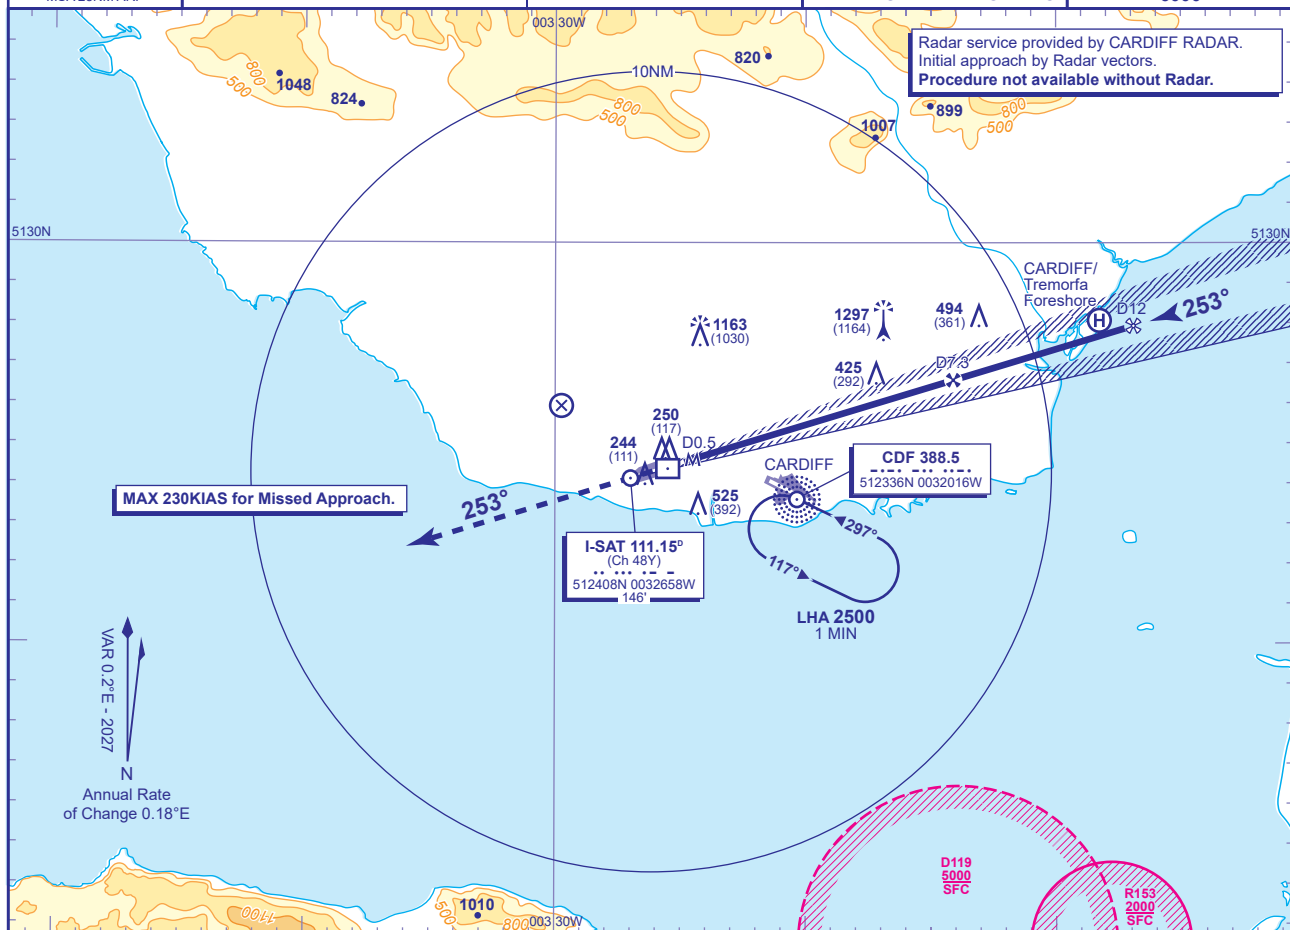 003 30W
Radar service provided by CARDIFF RADAR.
Initial approach by Radar vectors.
Procedure not available without Radar.
820
10NM
800
500
1048
824
800
500
800
500
899
1007
5130N
5130N
CARDIFF/
Tremorfa
Foreshore
D12
253°
1163
(1030)
1297
(1164)
494
(361)
425
(292)
D7.3
250
(117)
244
(111)
D0.5
CARDIFF
CDF 388.5
512336N 0032016W
MAX 230KIAS for Missed Approach.
253°
525
(392)
297°
117°
I-SAT 111.15D
(Ch 48Y)
512408N 0032658W
146'
LHA 2500
1 MIN
H
VAR 0.2°E - 2027
N
Annual Rate
of Change 0.18°E
D119
5000
SFC
R153
2000
SFC
1100
500
1010
800
003 30W